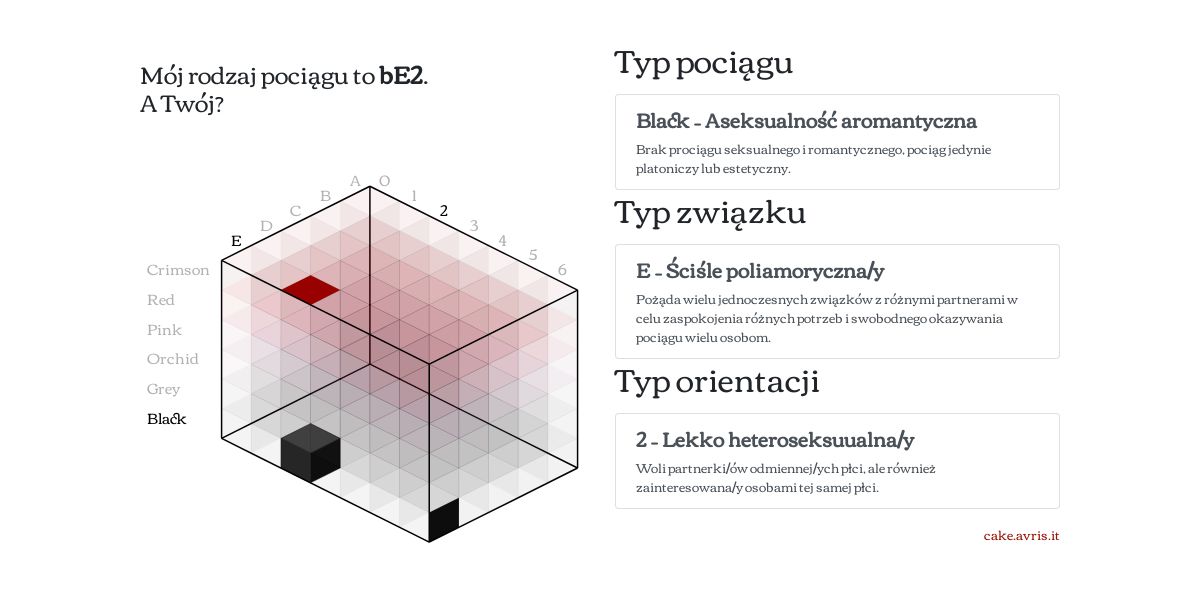 Mój rodzaj pociągu to bE2.
A Twój?
A
B
C
D
E
0
1
2
3
4
5
6
Crimson
Red
Pink
Orchid
Grey
Black
Typ pociągu
Black - Aseksualność aromantyczna
Brak prociągu seksualnego i romantycznego, pociąg jedynie
platoniczy lub estetyczny.
Typ związku
E - Ściśle poliamoryczna/y
Pożąda wielu jednoczesnych związków z różnymi partnerami w
celu zaspokojenia różnych potrzeb i swobodnego okazywania
pociągu wielu osobom.
Typ orientacji
2 - Lekko heteroseksuualna/y
Woli partnerki/ów odmiennej/ych płci, ale również
zainteresowana/y osobami tej samej płci.
cake.avris.it